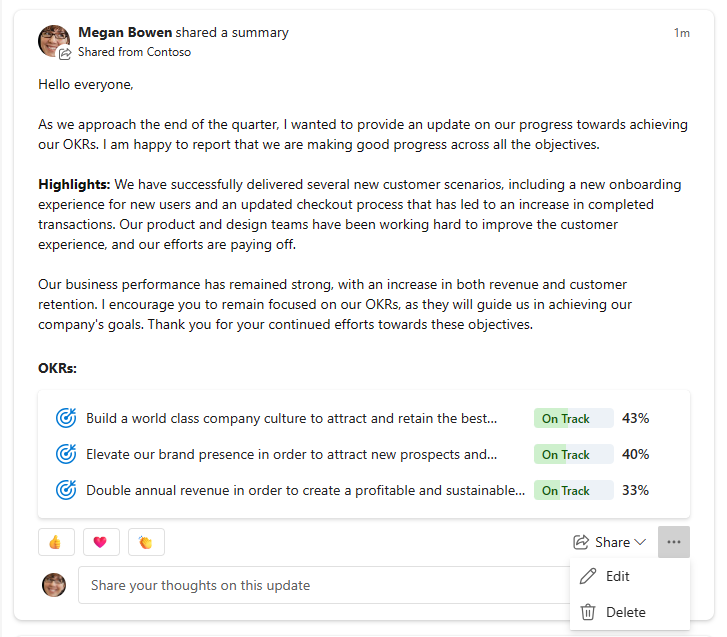 Megan Bowen shared a summary
1m
Shared from Contoso
Hello everyone,
As we approach the end of the quarter, I wanted to provide an update on our progress towards achieving
our OKRs. I am happy to report that we are making good progress across all the objectives.
Highlights: We have successfully delivered several new customer scenarios, including a new onboarding
experience for new users and an updated checkout process that has led to an increase in completed
transactions. Our product and design teams have been working hard to improve the customer
experience, and our efforts are paying off.
Our business performance has remained strong, with an increase in both revenue and customer
retention. I encourage you to remain focused on our OKRs, as they will guide us in achieving our
company's goals. Thank you for your continued efforts towards these objectives.
OKRs:
Build a world class company culture to attract and retain the best... On Track 43%
Elevate our brand presence in order to attract new prospects and... On Track 40%
Double annual revenue in order to create a profitable and sustainable... On Track 33%
Share
Share your thoughts on this update
Edit
Delete